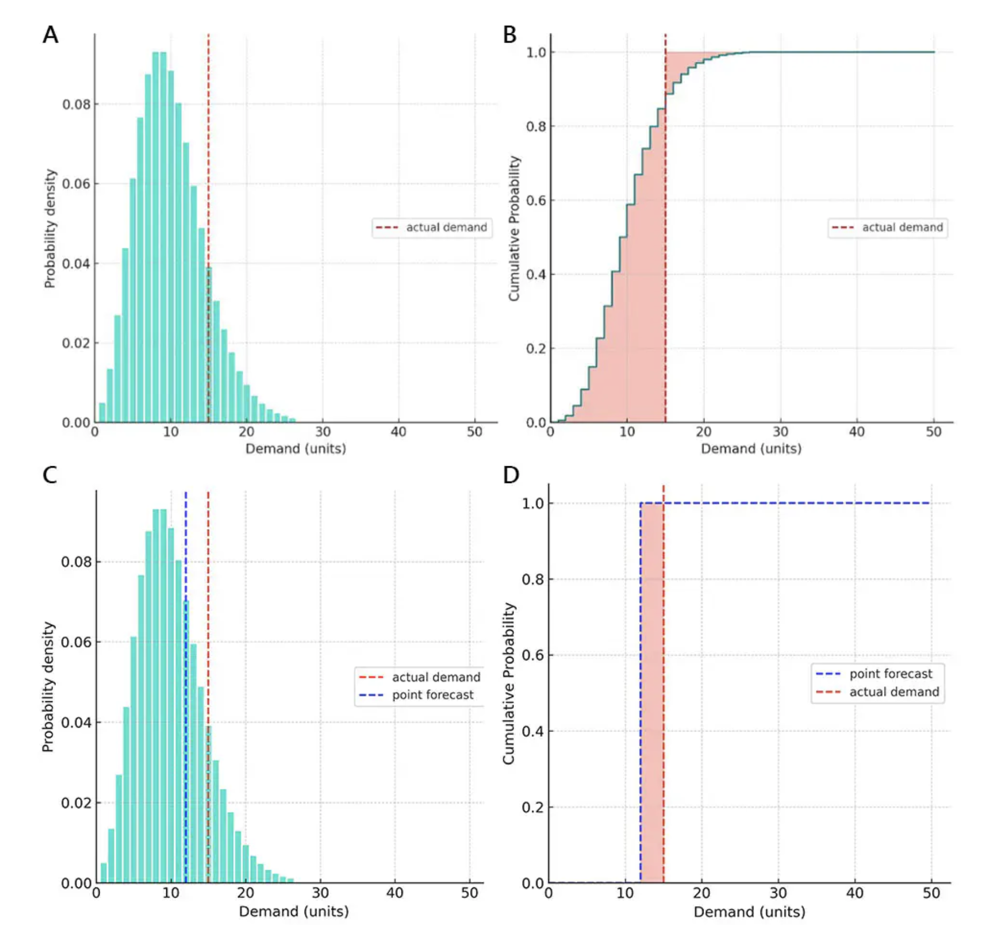 A
Probability density
0.08
0.06
0.04
0.02
0.00
0 10 20 30 40 50
Demand (units)
actual demand
B
Cumulative Probability
1.0
0.8
0.6
0.4
0.2
0.0
0 10 20 30 40 50
Demand (units)
actual demand
C
Probability density
0.08
0.06
0.04
0.02
0.00
0 10 20 30 40 50
Demand (units)
actual demand
point forecast
D
Cumulative Probability
1.0
0.8
0.6
0.4
0.2
0.0
0 10 20 30 40 50
Demand (units)
point forecast
actual demand